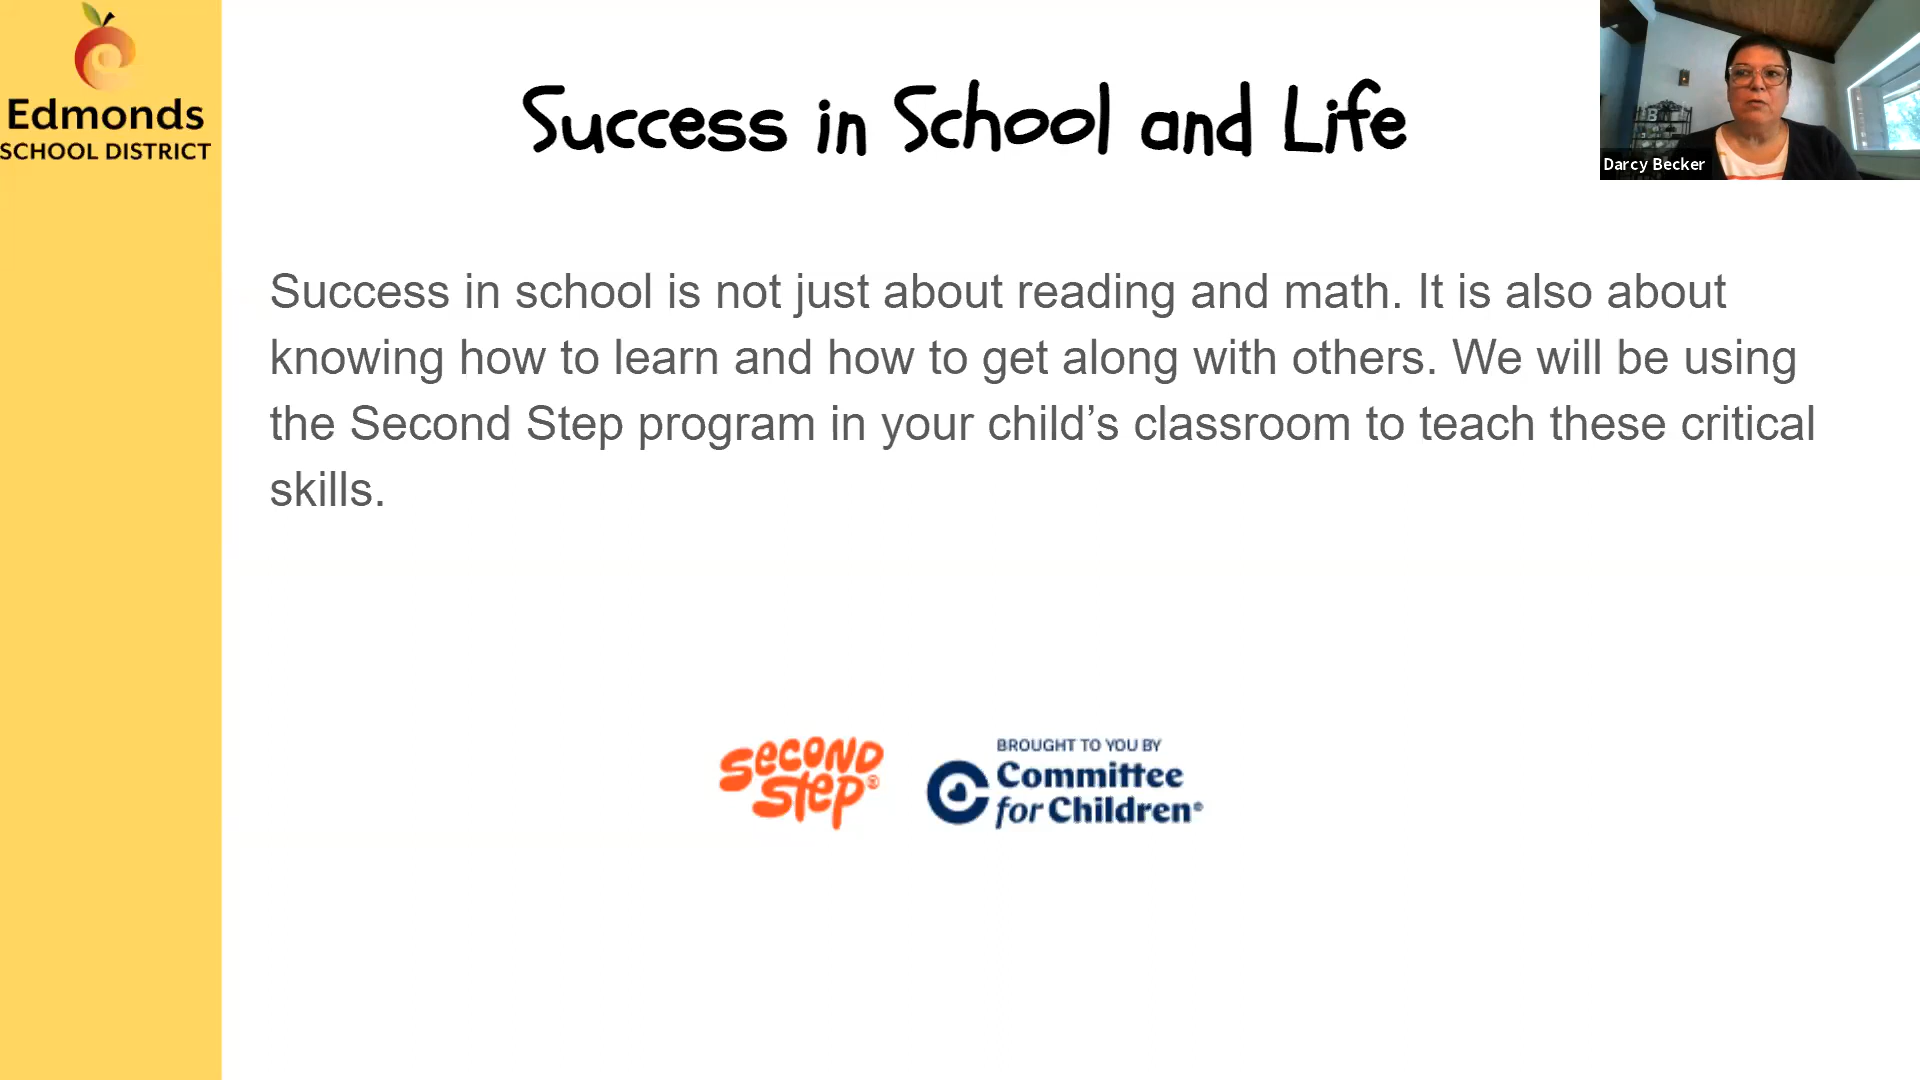 Edmonds
SCHOOL DISTRICT
Success in School and Life
Darcy Becker
Success in school is not just about reading and math. It is also about
knowing how to learn and how to get along with others. We will be using
the Second Step program in your child’s classroom to teach these critical
skills.
SECOND
STEP®
BROUGHT TO YOU BY
Committee
for Children®